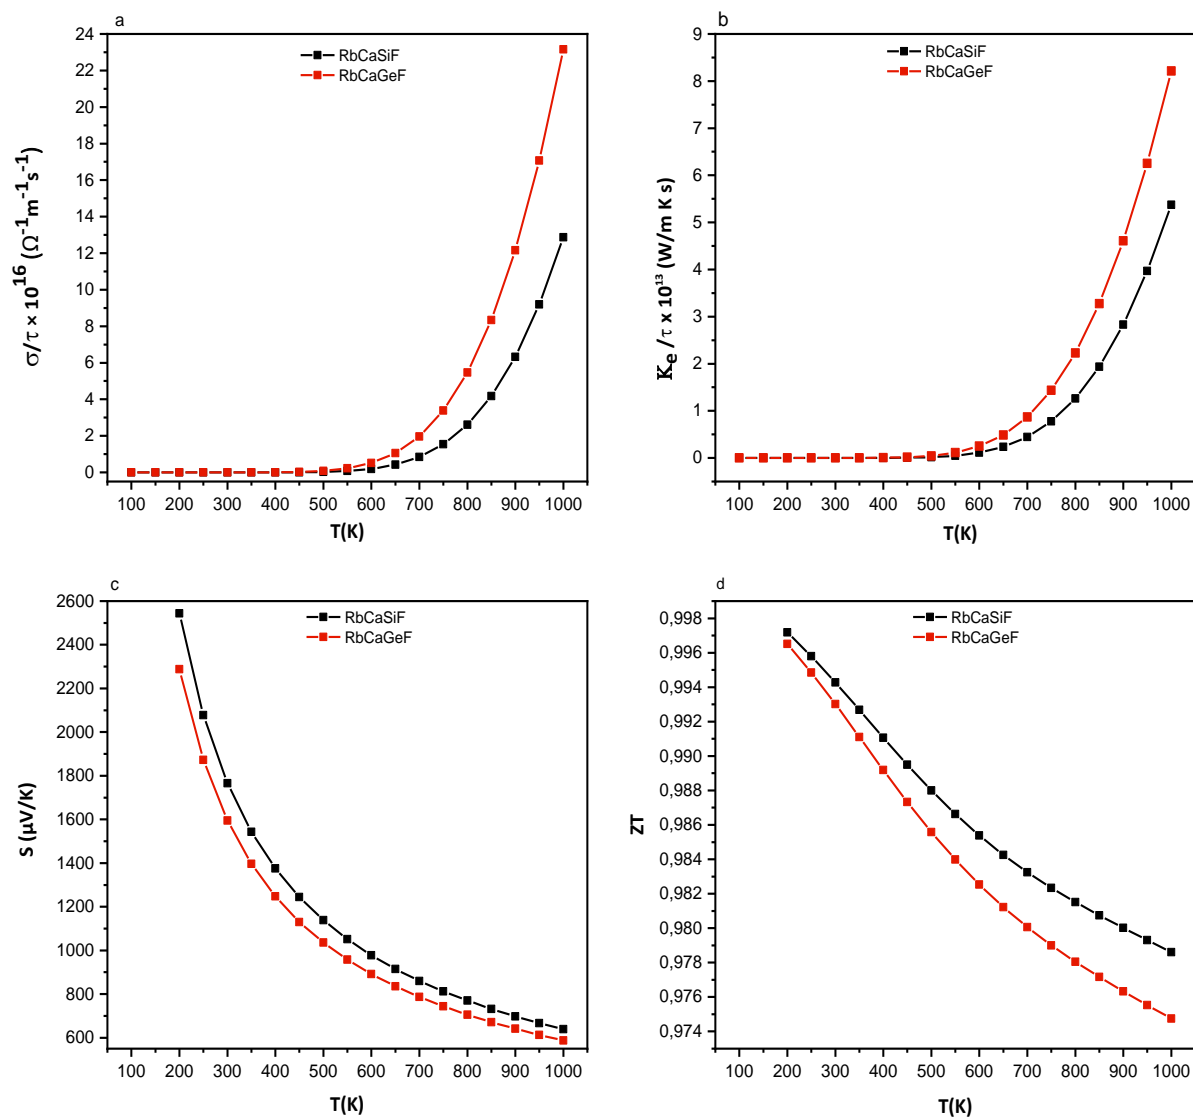 a
24
22
20
18
16
14
12
10
8
6
4
2
0
σ/τ × 10¹⁶ (Ω⁻¹m⁻¹s⁻¹)
RbCaSiF
RbCaGeF
100 200 300 400 500 600 700 800 900 1000
T(K)
b
9
8
7
6
5
4
3
2
1
0
Kₑ /τ x 10¹³ (W/m K s)
RbCaSiF
RbCaGeF
100 200 300 400 500 600 700 800 900 1000
T(K)
c
2600
2400
2200
2000
1800
1600
1400
1200
1000
800
600
S (µV/K)
RbCaSiF
RbCaGeF
100 200 300 400 500 600 700 800 900 1000
T(K)
d
0,998
0,996
0,994
0,992
0,990
0,988
0,986
0,984
0,982
0,980
0,978
0,976
0,974
ZT
RbCaSiF
RbCaGeF
100 200 300 400 500 600 700 800 900 1000
T(K)